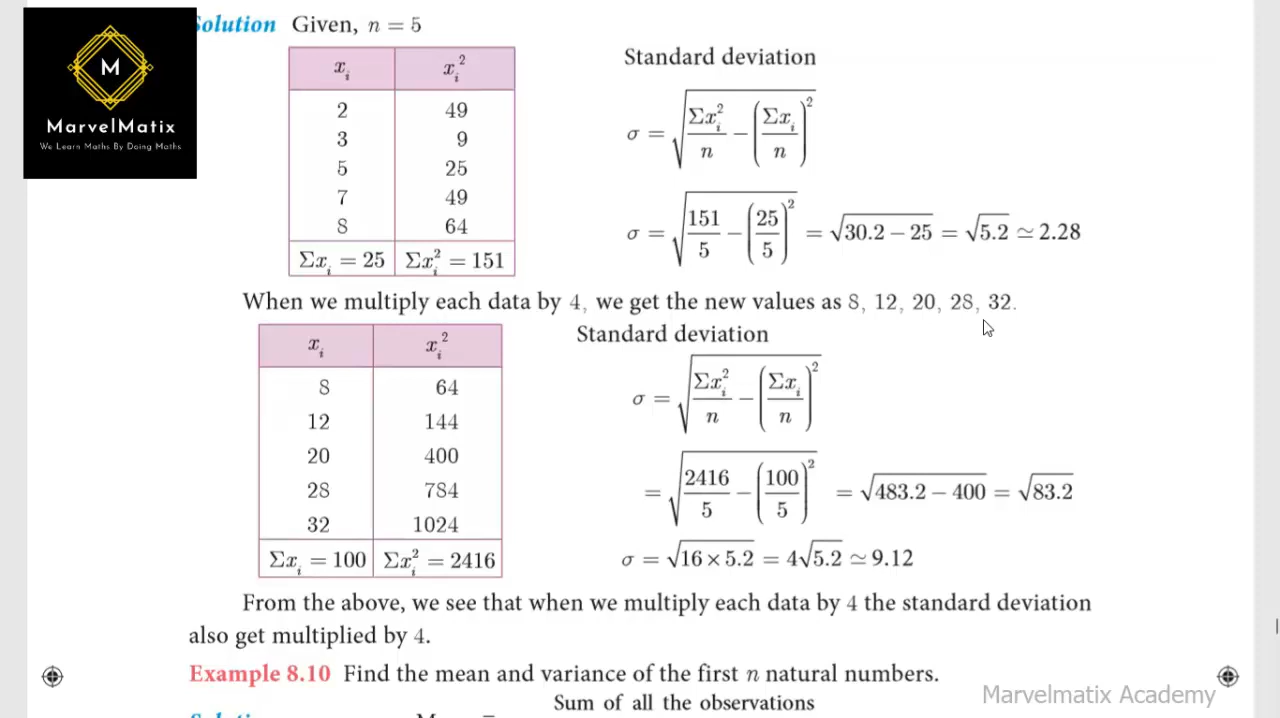 Solution Given, n = 5
M
MarvelMatix
We Learn Maths By Doing Maths
xᵢ xᵢ²
2 49
3 9
5 25
7 49
8 64
Σxᵢ = 25 Σxᵢ² = 151
Standard deviation
σ = √(Σxᵢ²/n − (Σxᵢ/n)²)
σ = √(151/5 − (25/5)²) = √(30.2 − 25) = √5.2 ≃ 2.28
When we multiply each data by 4, we get the new values as 8, 12, 20, 28, 32.
xᵢ xᵢ²
8 64
12 144
20 400
28 784
32 1024
Σxᵢ = 100 Σxᵢ² = 2416
Standard deviation
σ = √(Σxᵢ²/n − (Σxᵢ/n)²)
= √(2416/5 − (100/5)²) = √(483.2 − 400) = √83.2
σ = √(16 × 5.2) = 4√5.2 ≃ 9.12
From the above, we see that when we multiply each data by 4 the standard deviation
also get multiplied by 4.
Example 8.10 Find the mean and variance of the first n natural numbers.
Sum of all the observations
Marvelmatix Academy